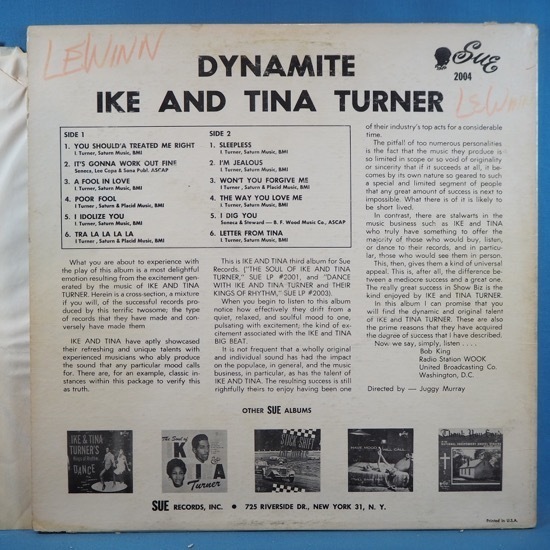 LEWINN
Sue
2004
DYNAMITE
IKE AND TINA TURNER
LEWINN
SIDE 1
1. YOU SHOULD'A TREATED ME RIGHT
I Turner, Saturn Music, BMI
2. IT'S GONNA WORK OUT FINE
Seneca, Lee Copa & Sona Publ. ASCAP
3. A FOOL IN LOVE
I Turner, Saturn Music, BMI
4. POOR FOOL
I Turner, Saturn & Placid Music, BMI
5. I IDOLIZE YOU
I Turner, Saturn Music, BMI
6. TRA LA LA LA LA
I Turner, Saturn & Placid Music, BMI
SIDE 2
1. SLEEPLESS
I Turner, Saturn Music, BMI
2. I'M JEALOUS
I Turner, Saturn Music, BMI
3. WON'T YOU FORGIVE ME
I Turner, Saturn & Placid Music, BMI
4. THE WAY YOU LOVE ME
I Turner, Saturn Music, BMI
5. I DIG YOU
Seneca & Steward — B. F. Wood Music Co., ASCAP
6. LETTER FROM TINA
I Turner, Saturn Music, BMI
What you are about to experience with
the play of this album is a most delightful
emotion resulting from the excitement gen-
erated by the music of IKE AND TINA
TURNER. Herein is a cross-section, a mixture
if you will, of the successful records pro-
duced by this terrific twosome; the type
of records that they have made and con-
versely have made them
IKE AND TINA have aptly showcased
their refreshing and unique talents with
experienced musicians who ably produce
the sound that any particular mood calls
for. There are, for an example, classic in-
stances within this package to verify this
as truth.
This is IKE AND TINA third album for Sue
Records. ("THE SOUL OF IKE AND TINA
TURNER," SUE LP #2001, and "DANCE
WITH IKE AND TINA TURNER and THEIR
KINGS OF RHYTHM," SUE LP #2003).
When you begin to listen to this album
notice how effectively they drift from a
quiet, relaxed, and soulful mood to one,
pulsating with excitement; the kind of ex-
citement associated with the IKE AND TINA
BIG BEAT.
It is not frequent that a wholly original
and individual sound has had the impact
on the populace, in general, and the music
business, in particular, as has the talent of
IKE AND TINA. The resulting success is still
rightfully theirs to enjoy having been one
of their industry's top acts for a considerable
time.
The pitfall of too numerous personalities
is the fact that the music they produce is
so limited in scope or so void of originality
or sincerity that if it succeeds at all, it be-
comes by its own nature so geared to such
a special and limited segment of people
that any great amount of success is next to
impossible. What there is of it is likely to
be short lived.
In contrast, there are stalwarts in the
music business such as IKE and TINA
who truly have something to offer the
majority of those who would buy, listen,
or dance to their records, and in particu-
lar, those who would see them in person.
This, then, gives them a kind of universal
appeal. This is, after all, the difference be-
tween a mediocre success and a great one.
The really great success in Show Biz is the
kind enjoyed by IKE and TINA TURNER.
In this album I can promise that you
will find the dynamic and original talent
of IKE and TINA TURNER. These are also
the prime reasons that they have acquired
the degree of success that I have described.
Now we say, simply, listen . . . .
Bob King
Radio Station WOOK
United Broadcasting Co.
Washington, D.C.
Directed by — Juggy Murray
OTHER SUE ALBUMS
IKE & TINA
TURNER'S
DANCE
The Soul of
IKE
&
TINA
Turner
STICK SHIFT
SUE RECORDS, INC. • 725 RIVERSIDE DR., NEW YORK 31, N. Y.
Printed in U.S.A.